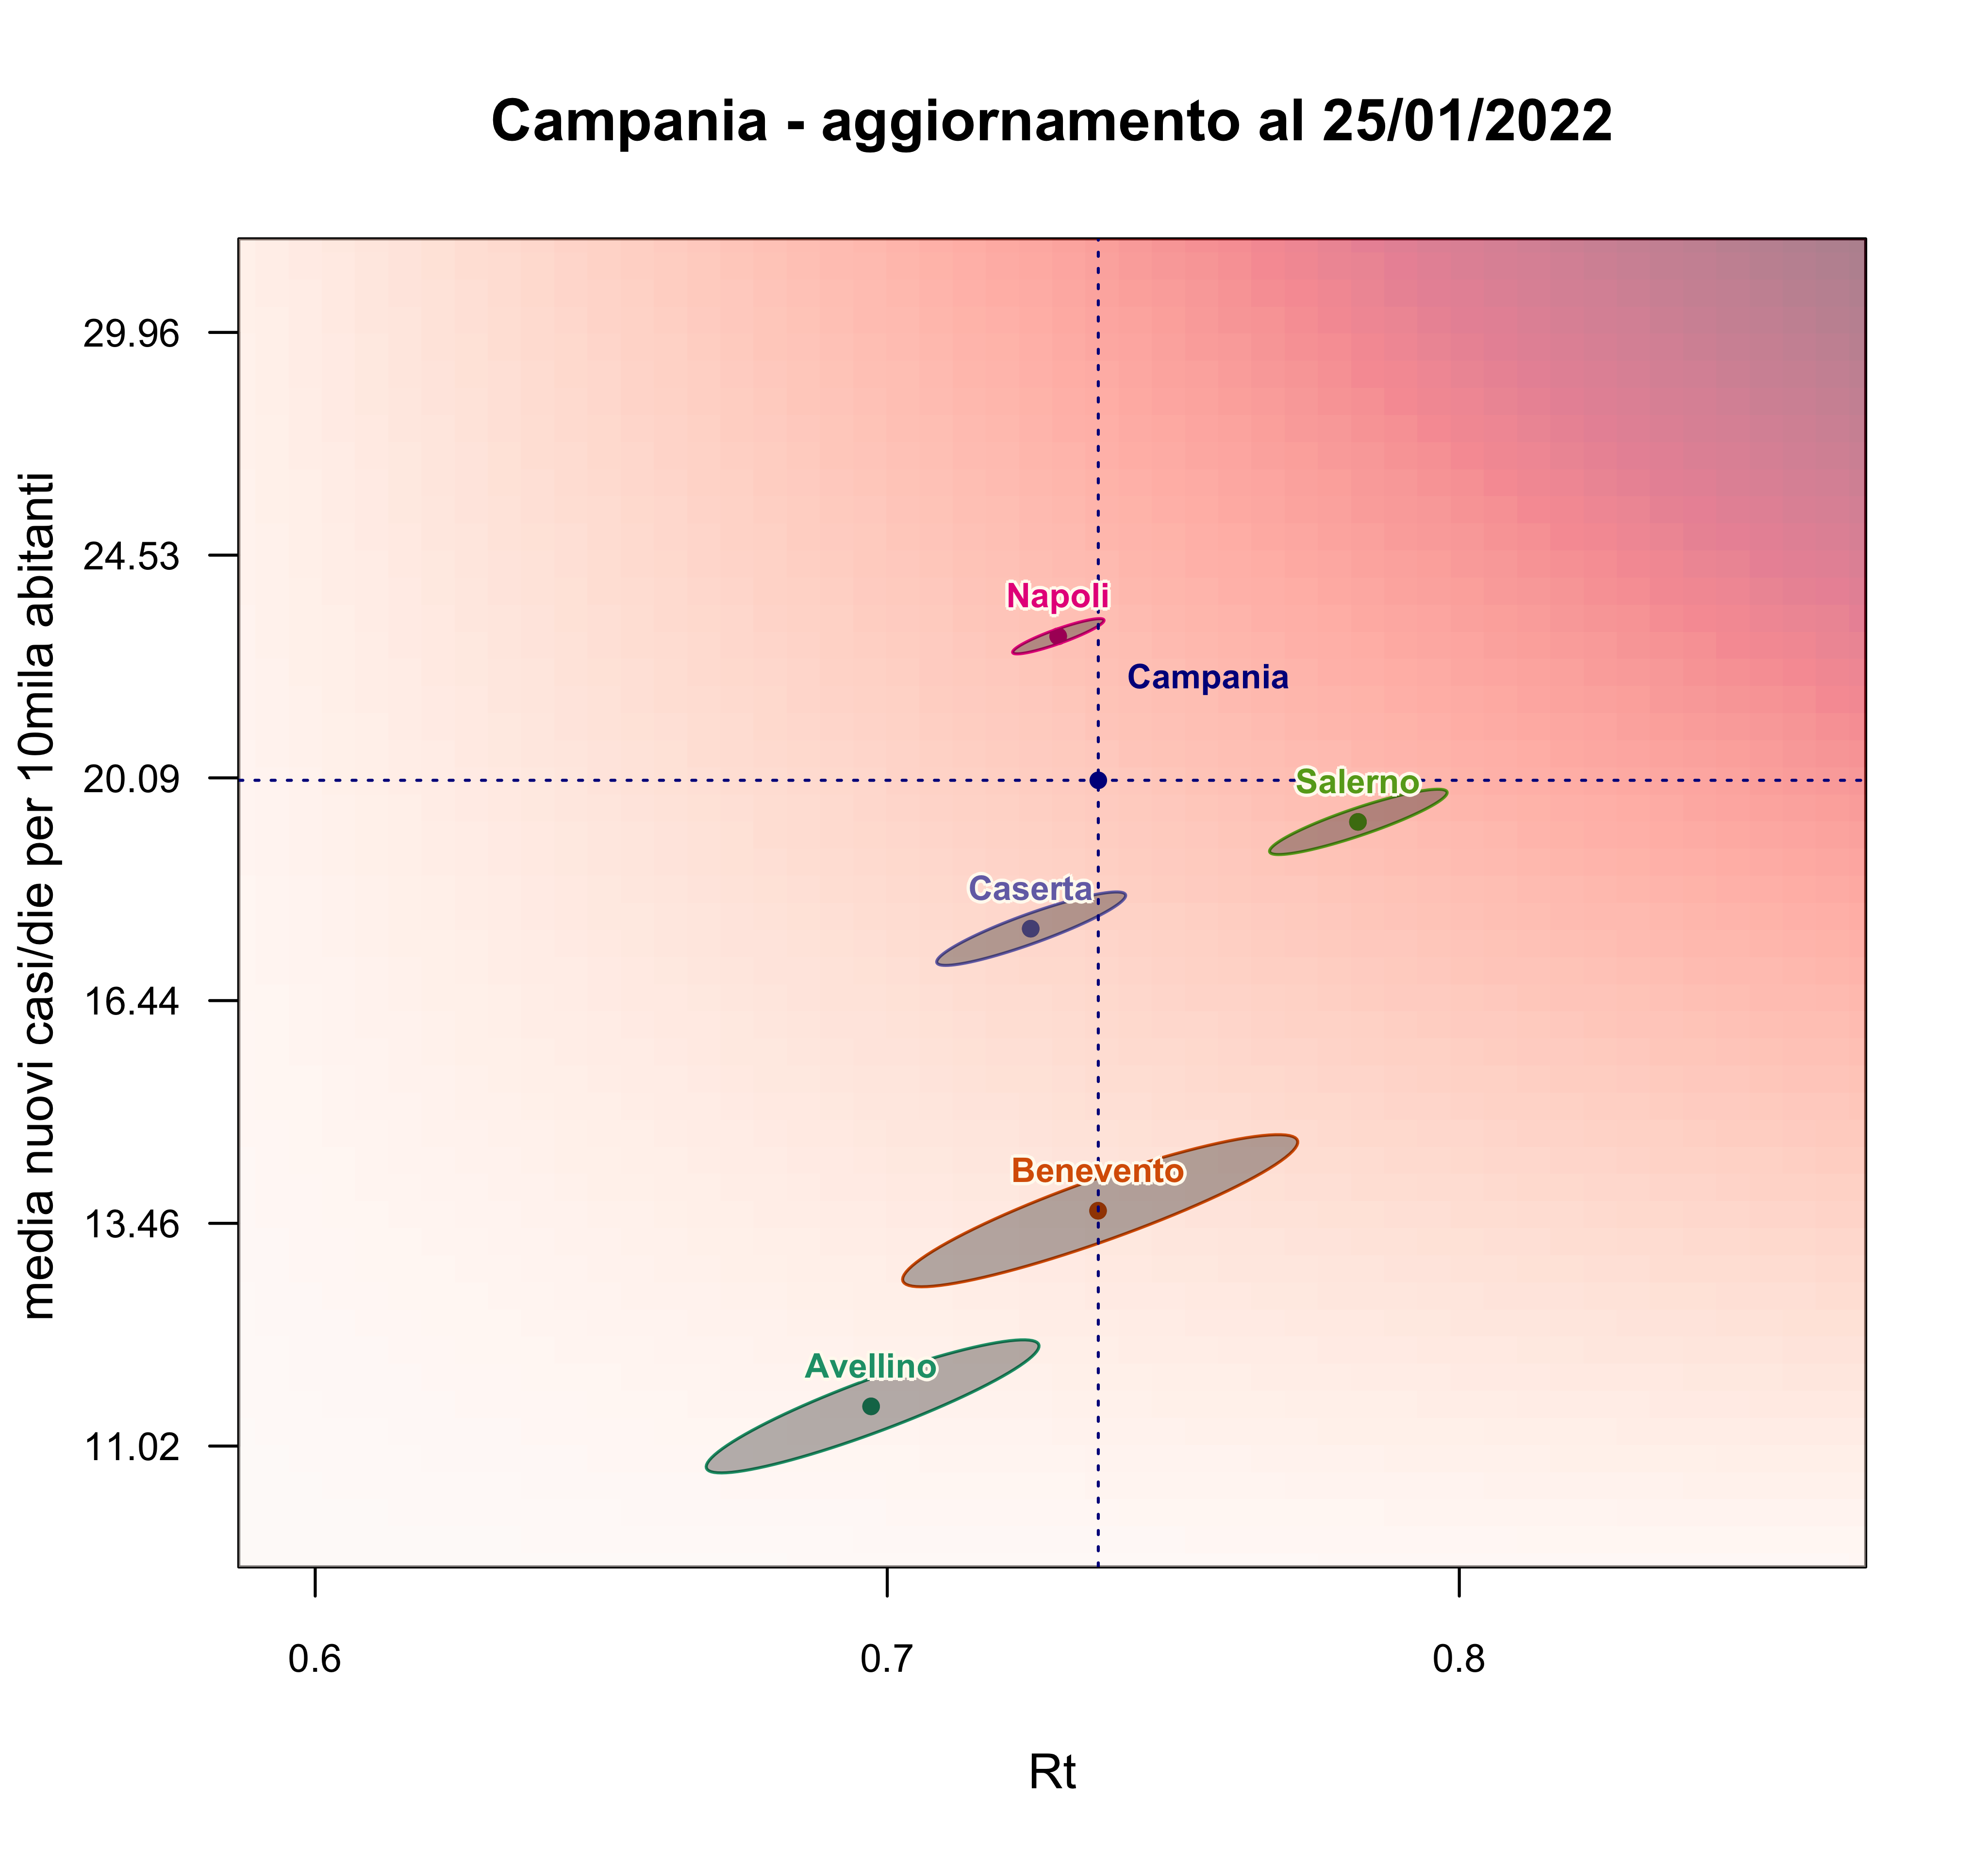 Campania - aggiornamento al 25/01/2022
media nuovi casi/die per 10mila abitanti
29.96
24.53
20.09
16.44
13.46
11.02
Napoli
Campania
Salerno
Caserta
Benevento
Avellino
0.6
0.7
0.8
Rt